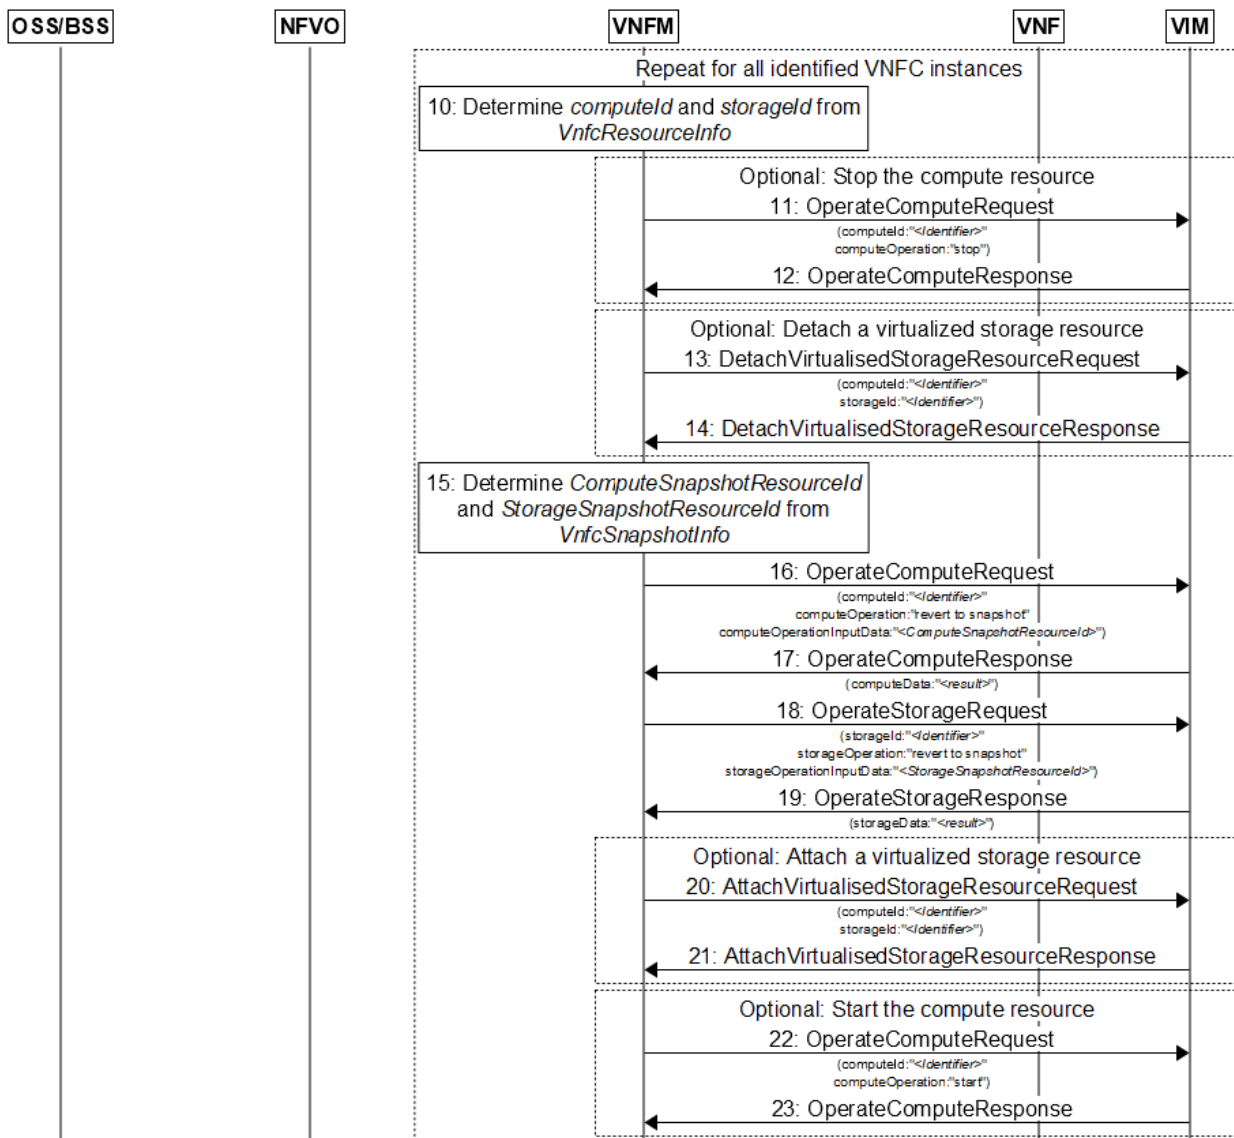 OSS/BSS NFVO VNFM VNF VIM
Repeat for all identified VNFC instances
10: Determine computeId and storageId from
VnfcResourceInfo
Optional: Stop the compute resource
11: OperateComputeRequest
(computeId:"<Identifier>"
computeOperation:"stop")
12: OperateComputeResponse
Optional: Detach a virtualized storage resource
13: DetachVirtualisedStorageResourceRequest
(computeId:"<Identifier>"
storageId:"<Identifier>")
14: DetachVirtualisedStorageResourceResponse
15: Determine ComputeSnapshotResourceId
and StorageSnapshotResourceId from
VnfcSnapshotInfo
16: OperateComputeRequest
(computeId:"<Identifier>"
computeOperation:"revert to snapshot"
computeOperationInputData:"<ComputeSnapshotResourceId>")
17: OperateComputeResponse
(computeData:"<result>")
18: OperateStorageRequest
(storageId:"<Identifier>"
storageOperation:"revert to snapshot"
storageOperationInputData:"<StorageSnapshotResourceId>")
19: OperateStorageResponse
(storageData:"<result>")
Optional: Attach a virtualized storage resource
20: AttachVirtualisedStorageResourceRequest
(computeId:"<Identifier>"
storageId:"<Identifier>")
21: AttachVirtualisedStorageResourceResponse
Optional: Start the compute resource
22: OperateComputeRequest
(computeId:"<Identifier>"
computeOperation:"start")
23: OperateComputeResponse